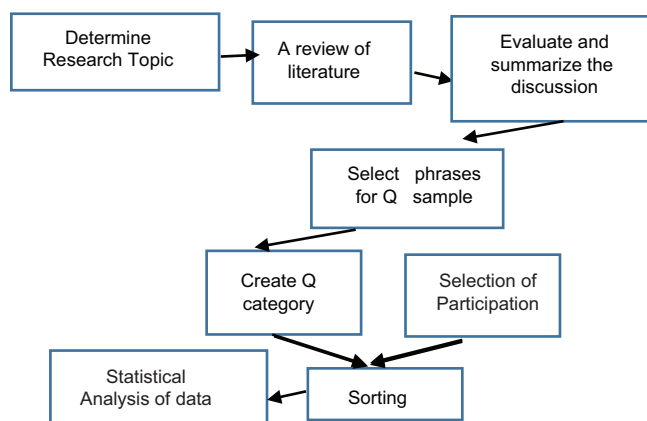 Determine
Research Topic
A review of
literature
Evaluate and
summarize the
discussion
Select phrases
for Q sample
Create Q
category
Selection of
Participation
Statistical
Analysis of data
Sorting